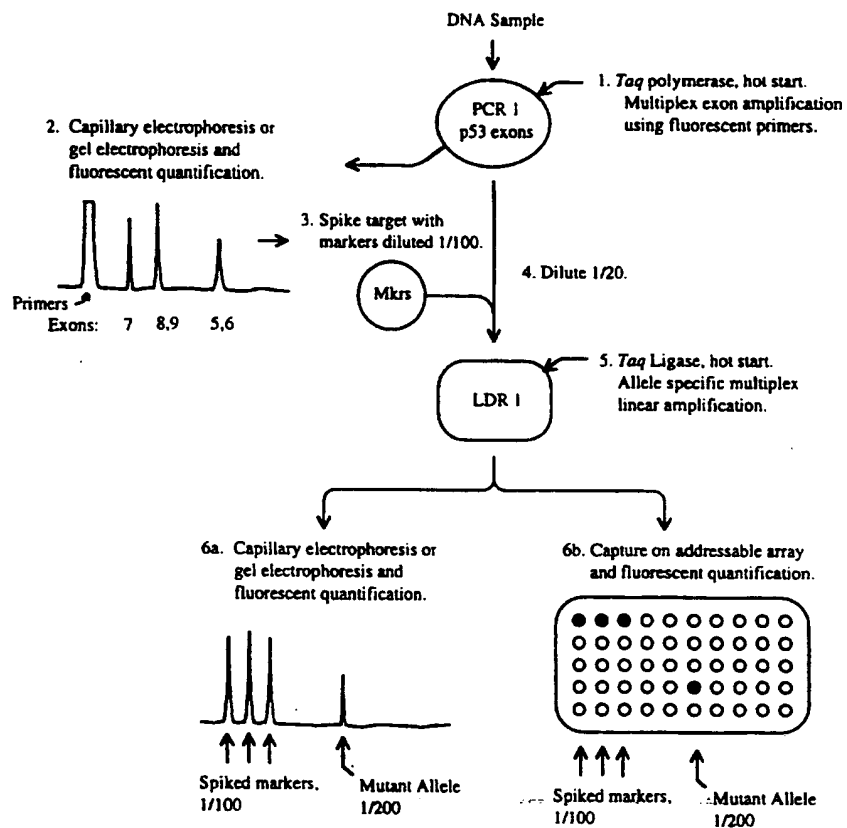 DNA Sample
PCR 1
p53 exons
1. Taq polymerase, hot start.
Multiplex exon amplification
using fluorescent primers.
2. Capillary electrophoresis or
gel electrophoresis and
fluorescent quantification.
3. Spike target with
markers diluted 1/100.
Mkrs
4. Dilute 1/20.
Primers
Exons: 7 8,9 5,6
LDR 1
5. Taq Ligase, hot start.
Allele specific multiplex
linear amplification.
6a. Capillary electrophoresis or
gel electrophoresis and
fluorescent quantification.
6b. Capture on addressable array
and fluorescent quantification.
Spiked markers,
1/100
Mutant Allele
1/200
Spiked markers,
1/100
Mutant Allele
1/200